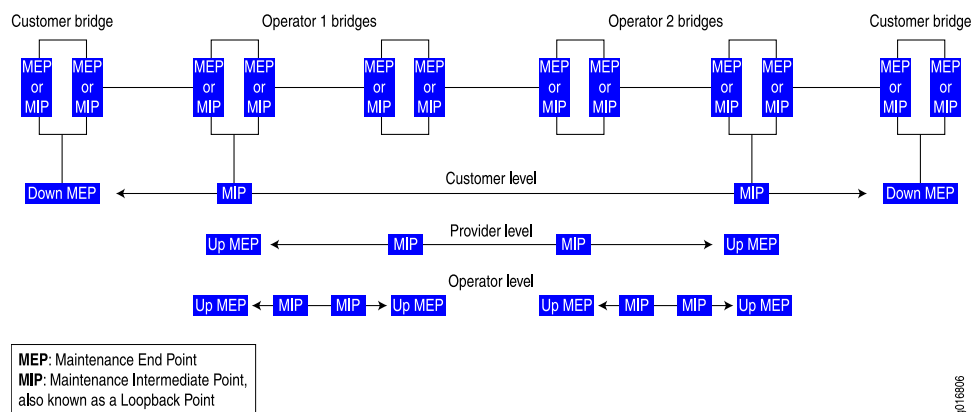 Customer bridge Operator 1 bridges Operator 2 bridges Customer bridge
MEP or MIP MEP or MIP MEP or MIP MEP or MIP MEP or MIP MEP or MIP MEP or MIP MEP or MIP MEP or MIP MEP or MIP MEP or MIP MEP or MIP
Customer level
Down MEP MIP MIP Down MEP
Provider level
Up MEP MIP MIP Up MEP
Operator level
Up MEP MIP MIP Up MEP Up MEP MIP MIP Up MEP
MEP: Maintenance End Point
MIP: Maintenance Intermediate Point,
also known as a Loopback Point